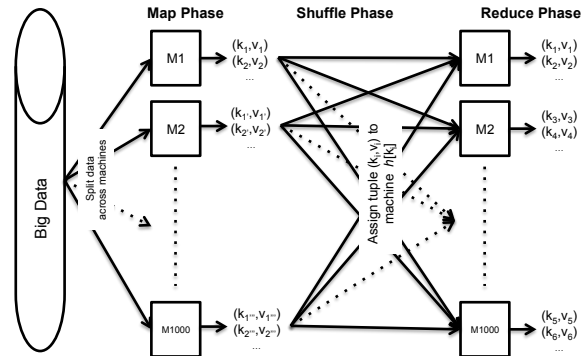 Map Phase
Shuffle Phase
Reduce Phase
Big Data
Split data
across machines
M1
(k₁,v₁)
(k₂,v₂)
...
M2
(k₁',v₁')
(k₂',v₂')
...
M1000
(k₁''',v₁''')
(k₂''',v₂''')
...
Assign tuple (kᵢ,vᵢ) to
machine h[kᵢ]
M1
(k₁,v₁)
(k₂,v₂)
...
M2
(k₃,v₃)
(k₄,v₄)
...
M1000
(k₅,v₅)
(k₆,v₆)
...